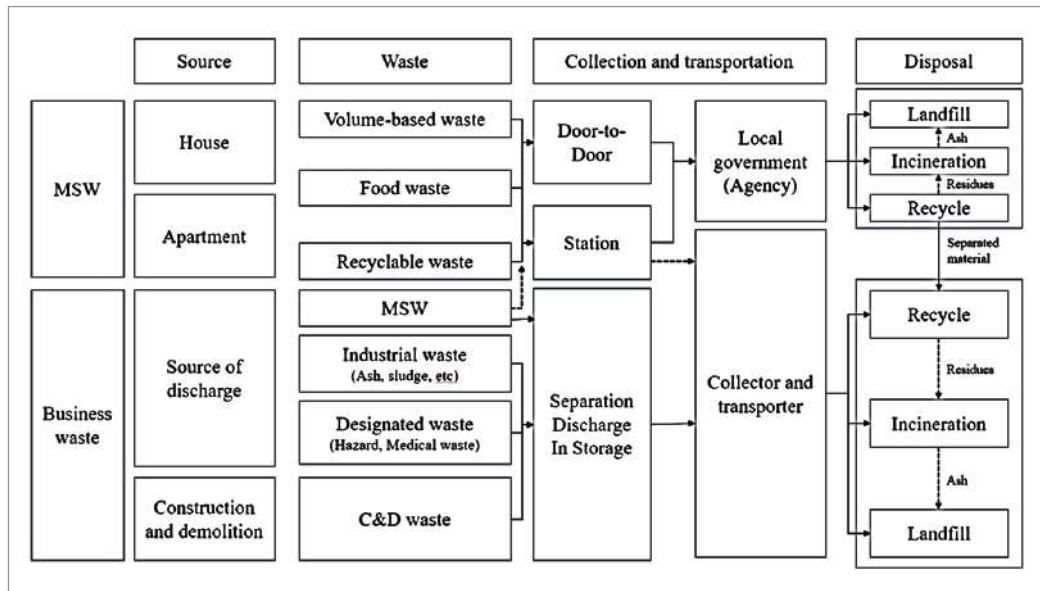 Source
Waste
Collection and transportation
Disposal
MSW
House
Apartment
Volume-based waste
Food waste
Recyclable waste
Door-to-
Door
Station
Local
government
(Agency)
Landfill
Ash
Incineration
Residues
Recycle
Separated
material
Business
waste
Source of
discharge
Construction
and demolition
MSW
Industrial waste
(Ash, sludge, etc)
Designated waste
(Hazard, Medical waste)
C&D waste
Separation
Discharge
In Storage
Collector and
transporter
Recycle
Residues
Incineration
Ash
Landfill